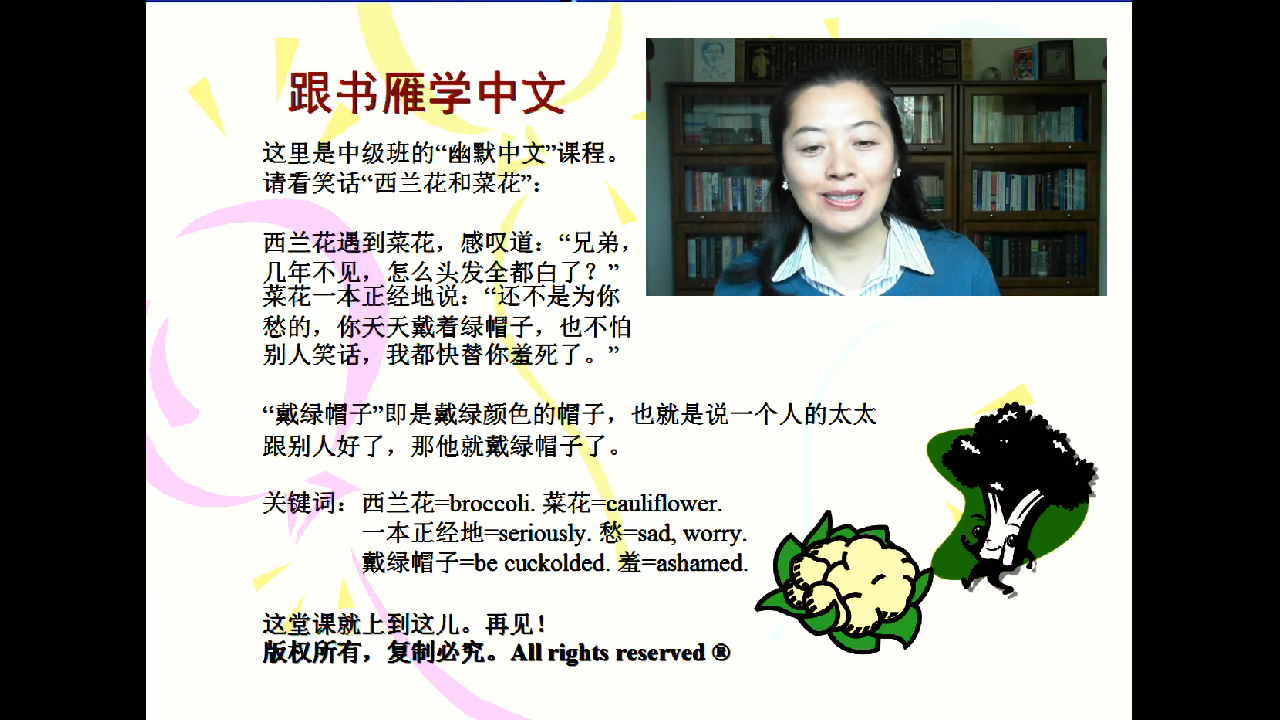 跟书雁学中文
这里是中级班的“幽默中文”课程。
请看笑话“西兰花和菜花”：
西兰花遇到菜花，感叹道：“兄弟，
几年不见，怎么头发全都白了？”
菜花一本正经地说：“还不是为你
愁的，你天天戴着绿帽子，也不怕
别人笑话，我都快替你羞死了。”
“戴绿帽子”即是戴绿颜色的帽子，也就是说一个人的太太
跟别人好了，那他就戴绿帽子了。
关键词：西兰花=broccoli. 菜花=cauliflower.
一本正经地=seriously. 愁=sad, worry.
戴绿帽子=be cuckolded. 羞=ashamed.
这堂课就上到这儿。再见！
版权所有，复制必究。All rights reserved ®